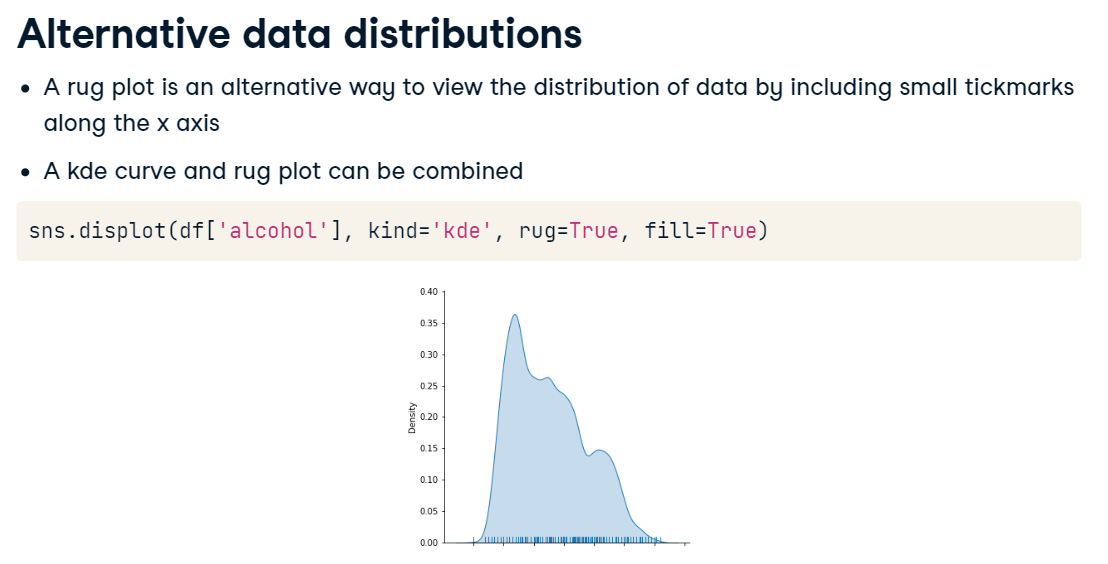 Alternative data distributions
• A rug plot is an alternative way to view the distribution of data by including small tickmarks
along the x axis
• A kde curve and rug plot can be combined
sns.displot(df['alcohol'], kind='kde', rug=True, fill=True)
0.40
0.35
0.30
0.25
0.20
0.15
0.10
0.05
0.00
Density